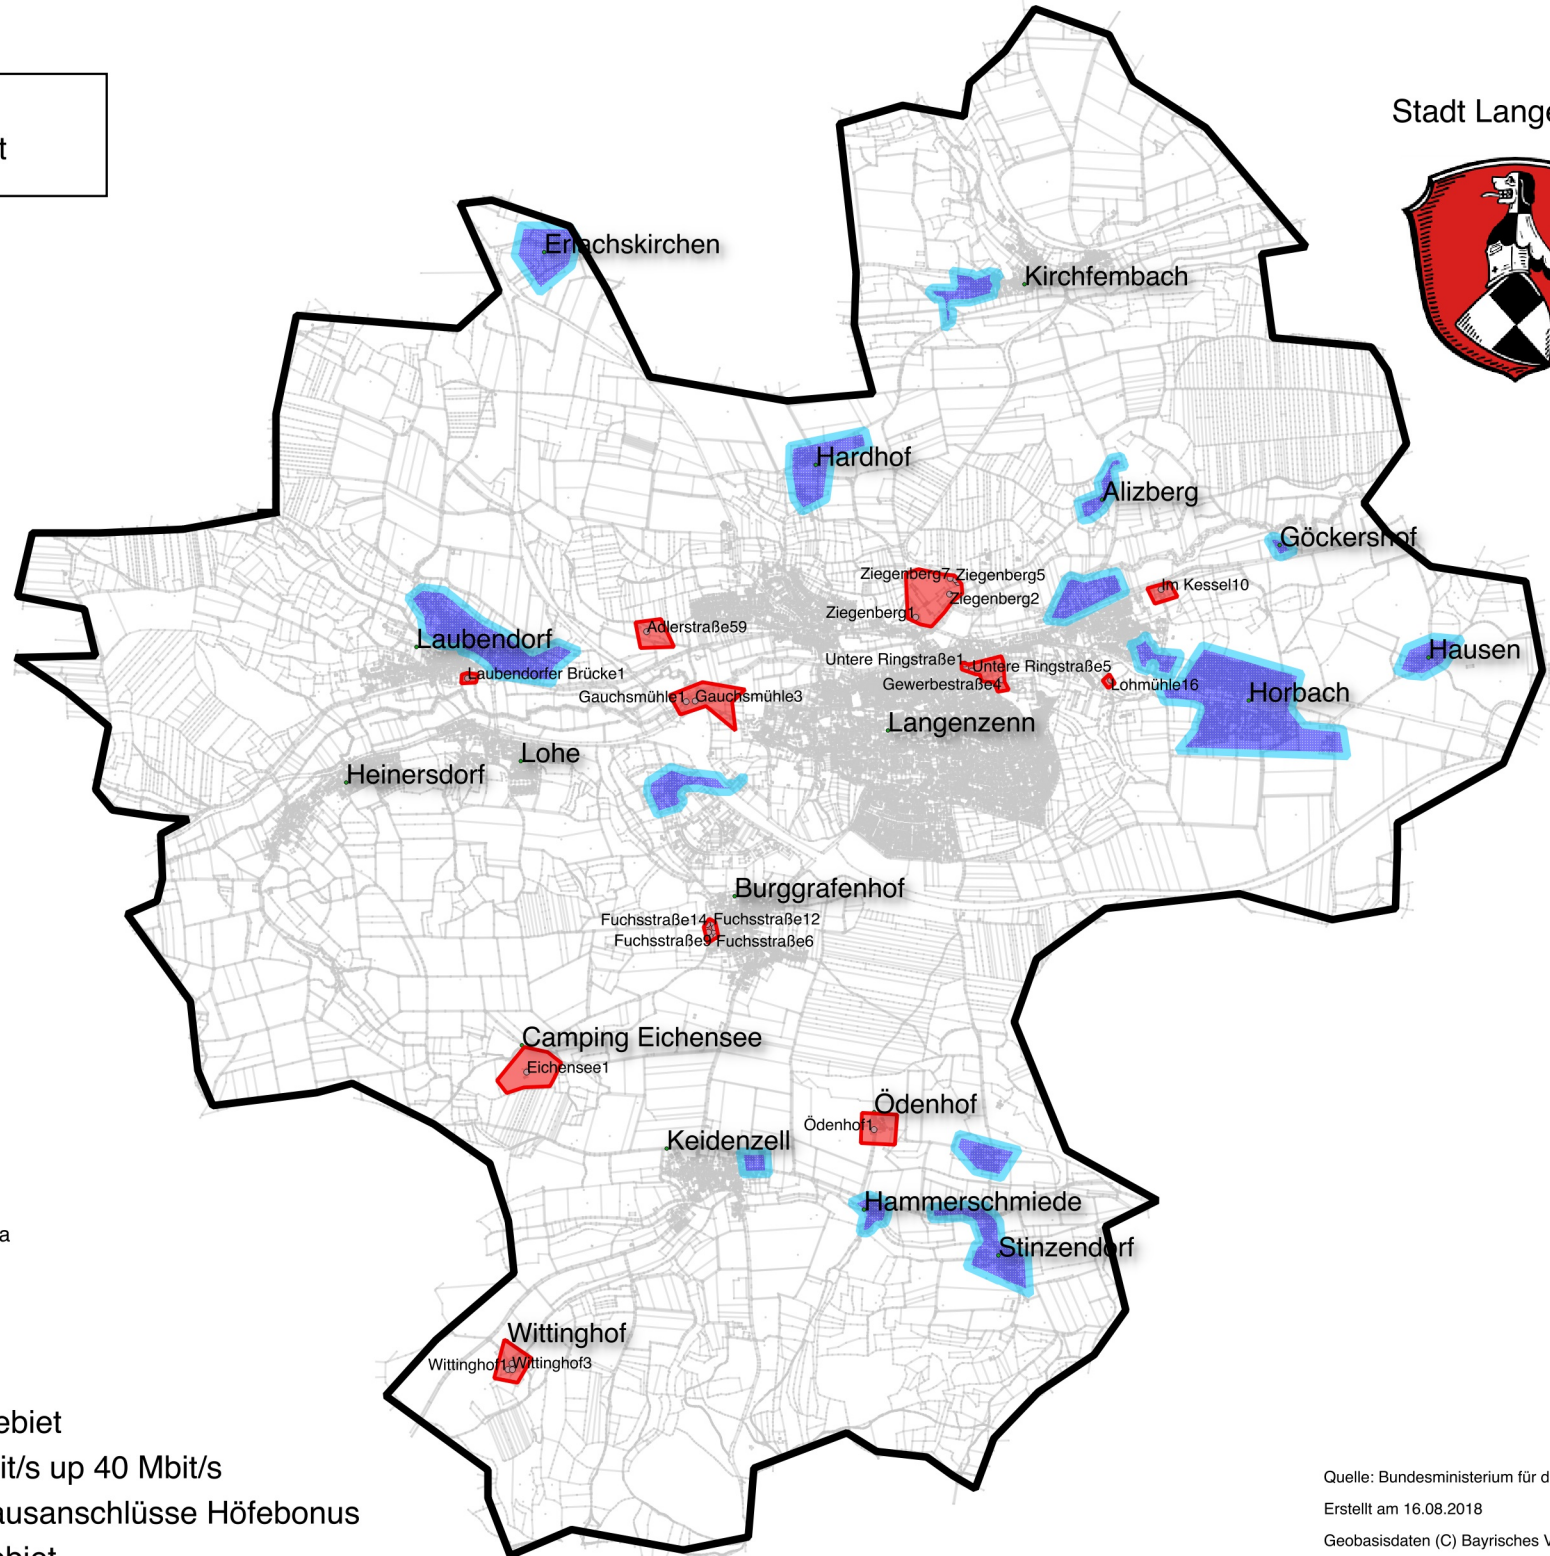 t
Stadt Lange
Erlachskirchen
Kirchfembach
Hardhof
Alizberg
Göckershof
Ziegenberg7 Ziegenberg5
Im Kessel10
Ziegenberg2
Ziegenberg1
Adlerstraße59
Laubendorf
Hausen
Untere Ringstraße1 Untere Ringstraße5
Laubendorfer Brücke1
Gewerbestraße4
Lohmühle16
Gauchsmühle1 Gauchsmühle3
Horbach
Langenzenn
Lohe
Heinersdorf
Burggrafenhof
Fuchsstraße14 Fuchsstraße12
Fuchsstraße9 Fuchsstraße6
Camping Eichensee
Eichensee1
Ödenhof
Ödenhof1
Keidenzell
Hammerschmiede
a
Stinzendorf
Wittinghof
Wittinghof1 Wittinghof3
ebiet
it/s up 40 Mbit/s
ausanschlüsse Höfebonus
Quelle: Bundesministerium für d
Erstellt am 16.08.2018
Geobasisdaten (C) Bayrisches V